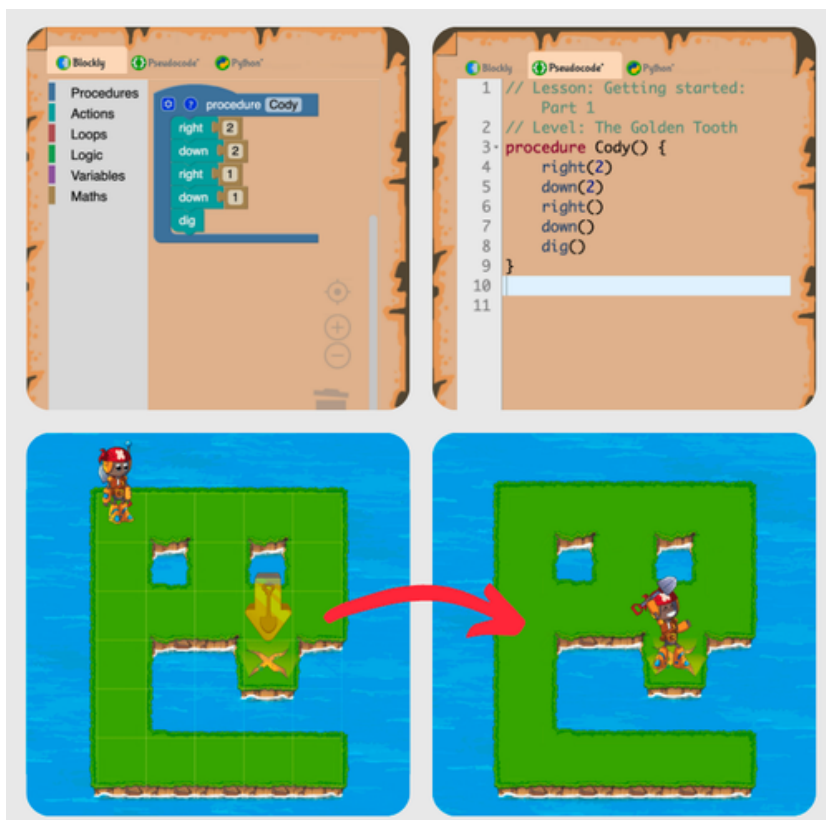 Blockly Pseudocode* Python*
Procedures
Actions
Loops
Logic
Variables
Maths
procedure Cody
right 2
down 2
right 1
down 1
dig
Blockly Pseudocode* Python*
1 // Lesson: Getting started:
Part 1
2 // Level: The Golden Tooth
3 procedure Cody() {
4 right(2)
5 down(2)
6 right()
7 down()
8 dig()
9 }
10
11